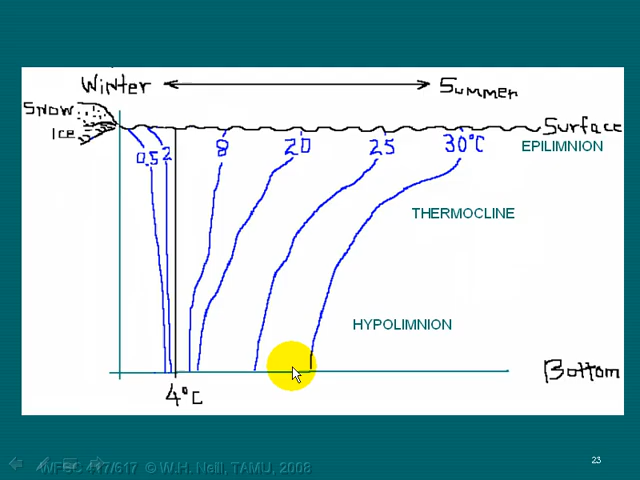 Winter Summer
Snow
Ice
Surface
0.5 2 8 20 25 30°C
EPILIMNION
THERMOCLINE
HYPOLIMNION
Bottom
4°C
23
WFSC 417/617 © W.H. Neill, TAMU, 2008